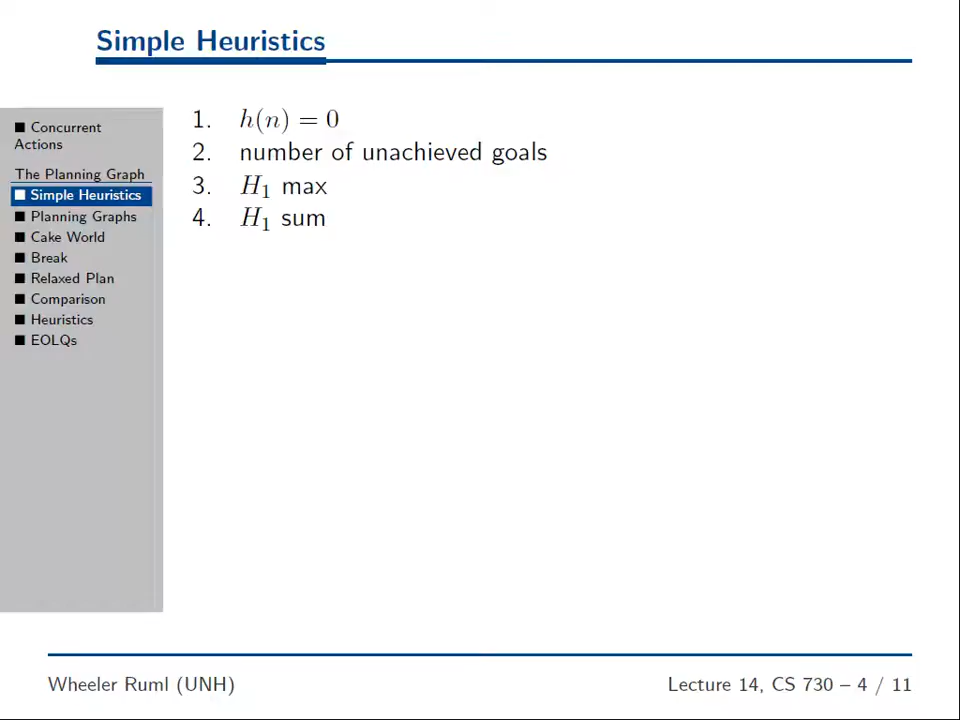 Simple Heuristics
■ Concurrent
Actions
The Planning Graph
■ Simple Heuristics
■ Planning Graphs
■ Cake World
■ Break
■ Relaxed Plan
■ Comparison
■ Heuristics
■ EOLQs
1. h(n) = 0
2. number of unachieved goals
3. H₁ max
4. H₁ sum
Wheeler Ruml (UNH)
Lecture 14, CS 730 – 4 / 11